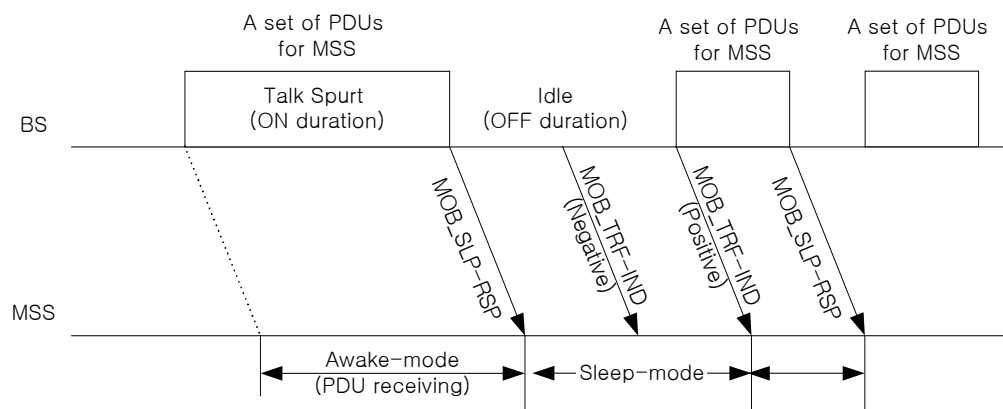 A set of PDUs
for MSS
A set of PDUs
for MSS
A set of PDUs
for MSS
Talk Spurt
(ON duration)
Idle
(OFF duration)
BS
MOB_SLP-RSP
MOB_TRF-IND
(Negative)
MOB_TRF-IND
(Positive)
MOB_SLP-RSP
MSS
Awake-mode
(PDU receiving)
Sleep-mode